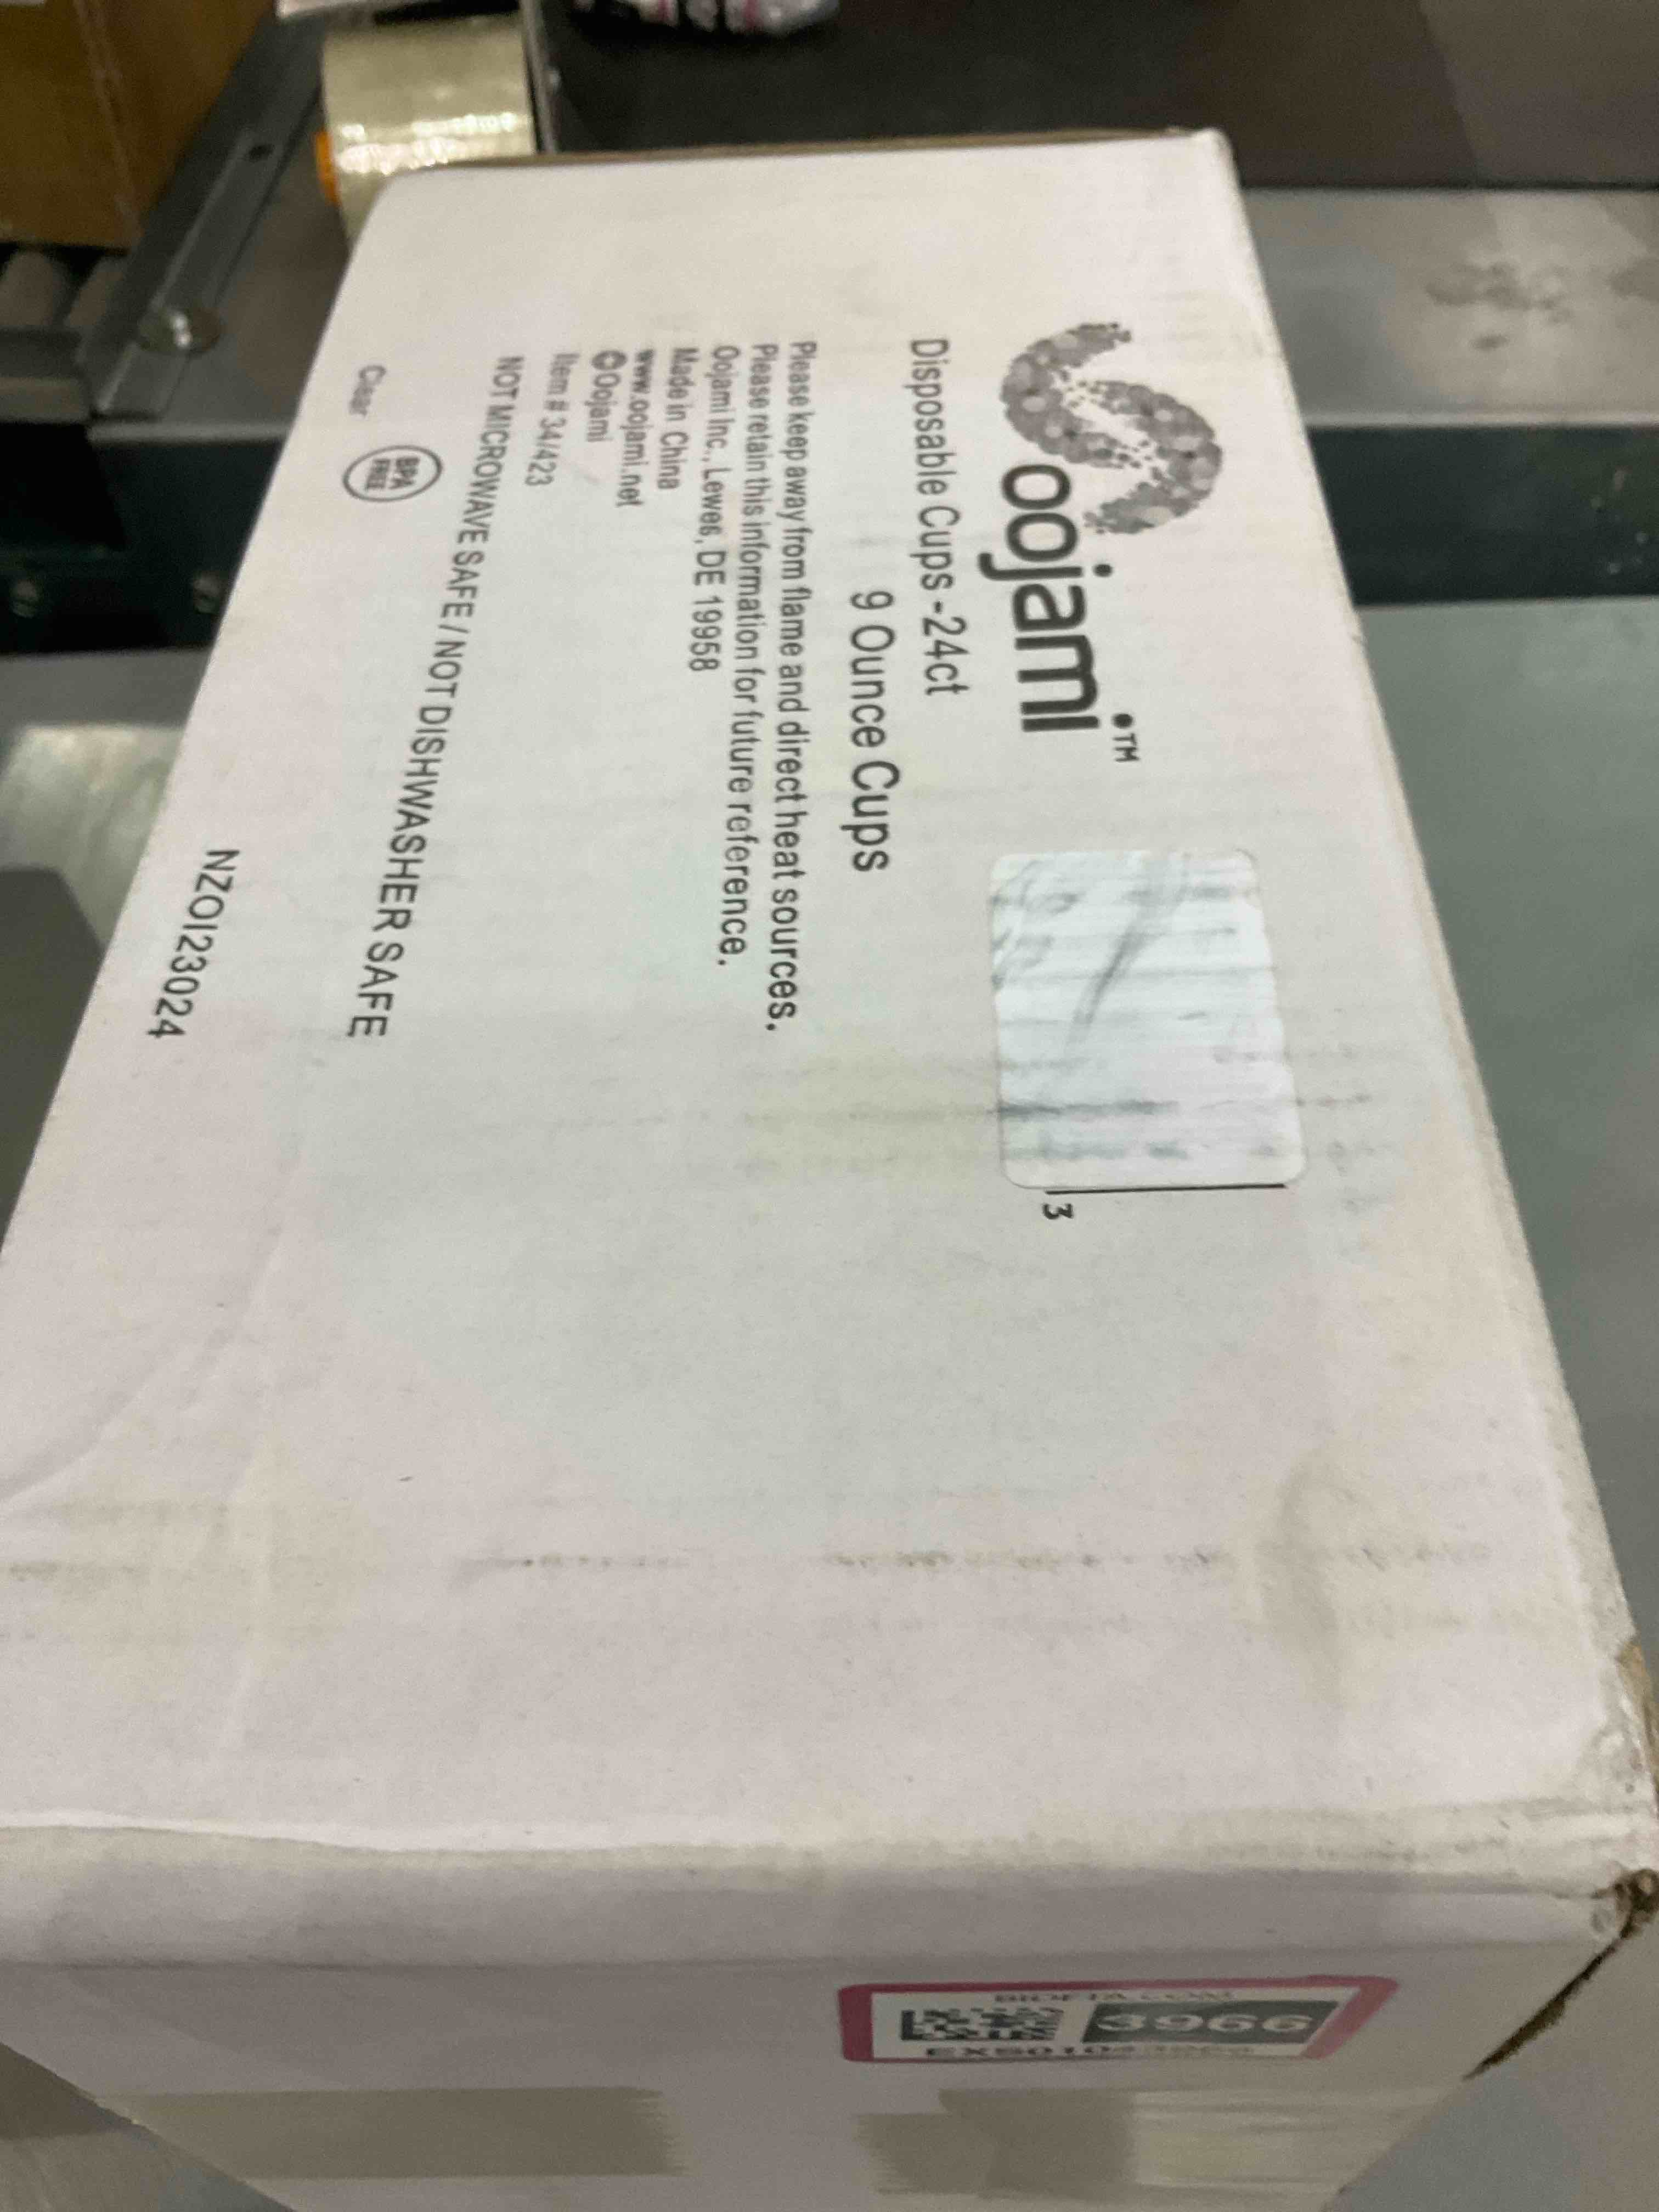 oojami™
3
Disposable Cups -24ct
9 Ounce Cups
Please keep away from flame and direct heat sources.
Please retain this information for future reference.
Oojami Inc., Lewes, DE 19958
Made in China
www.oojami.net
©Oojami
Item # 34/423
NOT MICROWAVE SAFE / NOT DISHWASHER SAFE
Clear
BPA
FREE
NZOI23024
3966